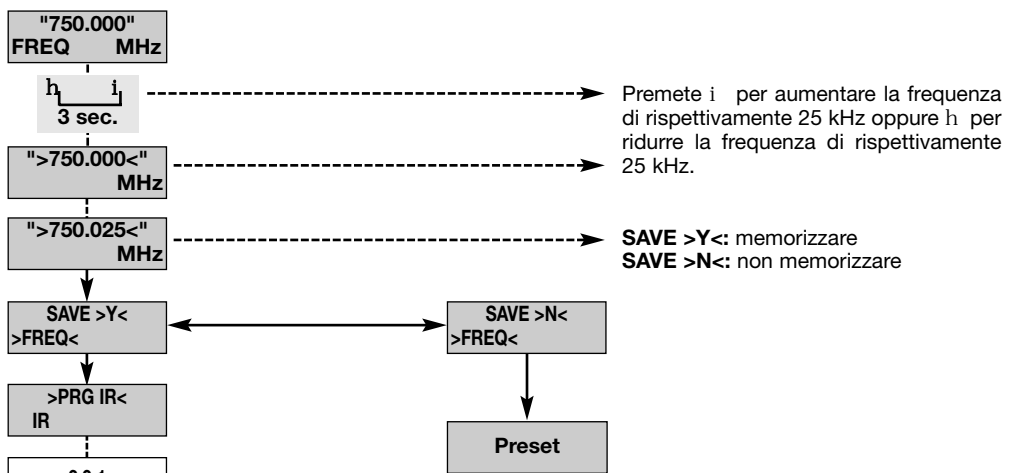 "750.000"
FREQ MHz
h i
3 sec.
Premete i per aumentare la frequenza
di rispettivamente 25 kHz oppure h per
ridurre la frequenza di rispettivamente
25 kHz.
">750.000<"
MHz
">750.025<"
MHz
SAVE >Y<: memorizzare
SAVE >N<: non memorizzare
SAVE >Y<
>FREQ<
SAVE >N<
>FREQ<
>PRG IR<
IR
Preset